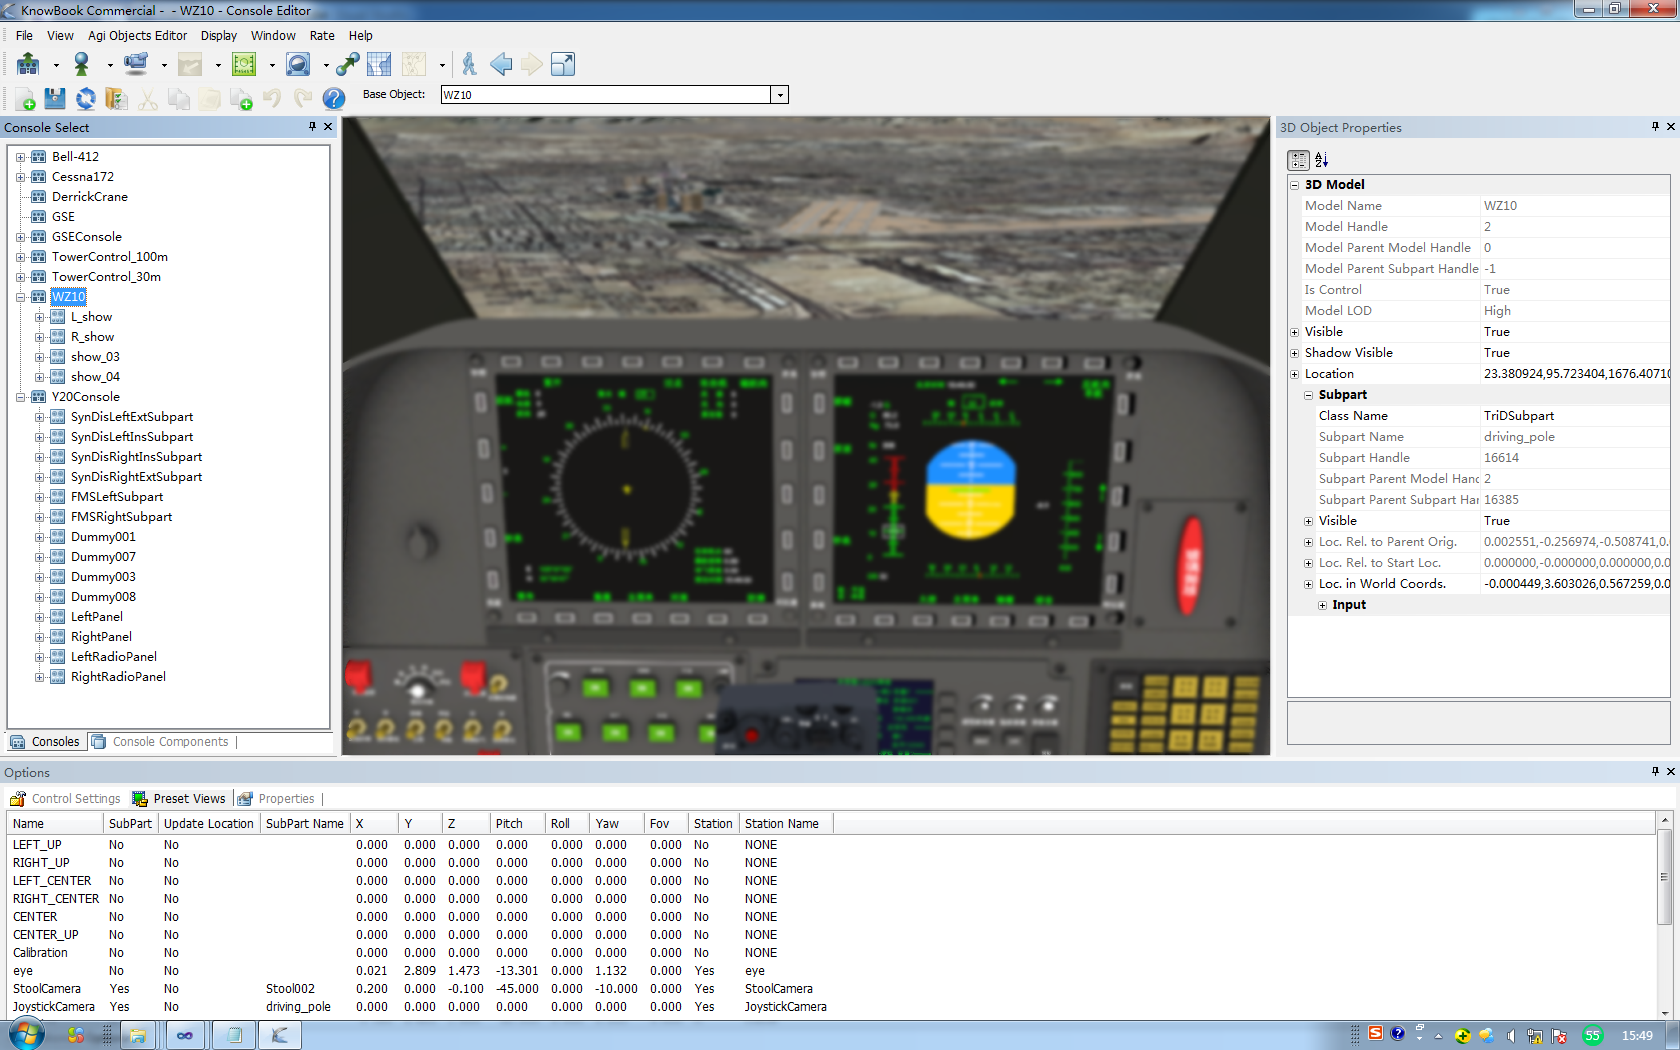 KnowBook Commercial -  - WZ10 - Console Editor
File View Agi Objects Editor Display Window Rate Help
Base Object: WZ10
Console Select
Bell-412
Cessna172
DerrickCrane
GSE
GSEConsole
TowerControl_100m
TowerControl_30m
WZ10
L_show
R_show
show_03
show_04
Y20Console
SynDisLeftExtSubpart
SynDisLeftInsSubpart
SynDisRightInsSubpart
SynDisRightExtSubpart
FMSLeftSubpart
FMSRightSubpart
Dummy001
Dummy007
Dummy003
Dummy008
LeftPanel
RightPanel
LeftRadioPanel
RightRadioPanel
Consoles Console Components
3D Object Properties
3D Model
Model Name WZ10
Model Handle 2
Model Parent Model Handle 0
Model Parent Subpart Handle -1
Is Control True
Model LOD High
Visible True
Shadow Visible True
Location 23.380924,95.723404,1676.40710
Subpart
Class Name TriDSubpart
Subpart Name driving_pole
Subpart Handle 16614
Subpart Parent Model Hand 2
Subpart Parent Subpart Har 16385
Visible True
Loc. Rel. to Parent Orig. 0.002551,-0.256974,-0.508741,0.
Loc. Rel. to Start Loc. 0.000000,-0.000000,0.000000,0.0
Loc. in World Coords. -0.000449,3.603026,0.567259,0.0
Input
Options
Control Settings Preset Views Properties
Name SubPart Update Location SubPart Name X Y Z Pitch Roll Yaw Fov Station Station Name
LEFT_UP No No 0.000 0.000 0.000 0.000 0.000 0.000 0.000 No NONE
RIGHT_UP No No 0.000 0.000 0.000 0.000 0.000 0.000 0.000 No NONE
LEFT_CENTER No No 0.000 0.000 0.000 0.000 0.000 0.000 0.000 No NONE
RIGHT_CENTER No No 0.000 0.000 0.000 0.000 0.000 0.000 0.000 No NONE
CENTER No No 0.000 0.000 0.000 0.000 0.000 0.000 0.000 No NONE
CENTER_UP No No 0.000 0.000 0.000 0.000 0.000 0.000 0.000 No NONE
Calibration No No 0.000 0.000 0.000 0.000 0.000 0.000 0.000 No NONE
eye No No 0.021 2.809 1.473 -13.301 0.000 1.132 0.000 Yes eye
StoolCamera Yes No Stool002 0.200 0.000 -0.100 -45.000 0.000 -10.000 0.000 Yes StoolCamera
JoystickCamera Yes No driving_pole 0.000 0.000 0.000 0.000 0.000 0.000 0.000 Yes JoystickCamera
55 15:49